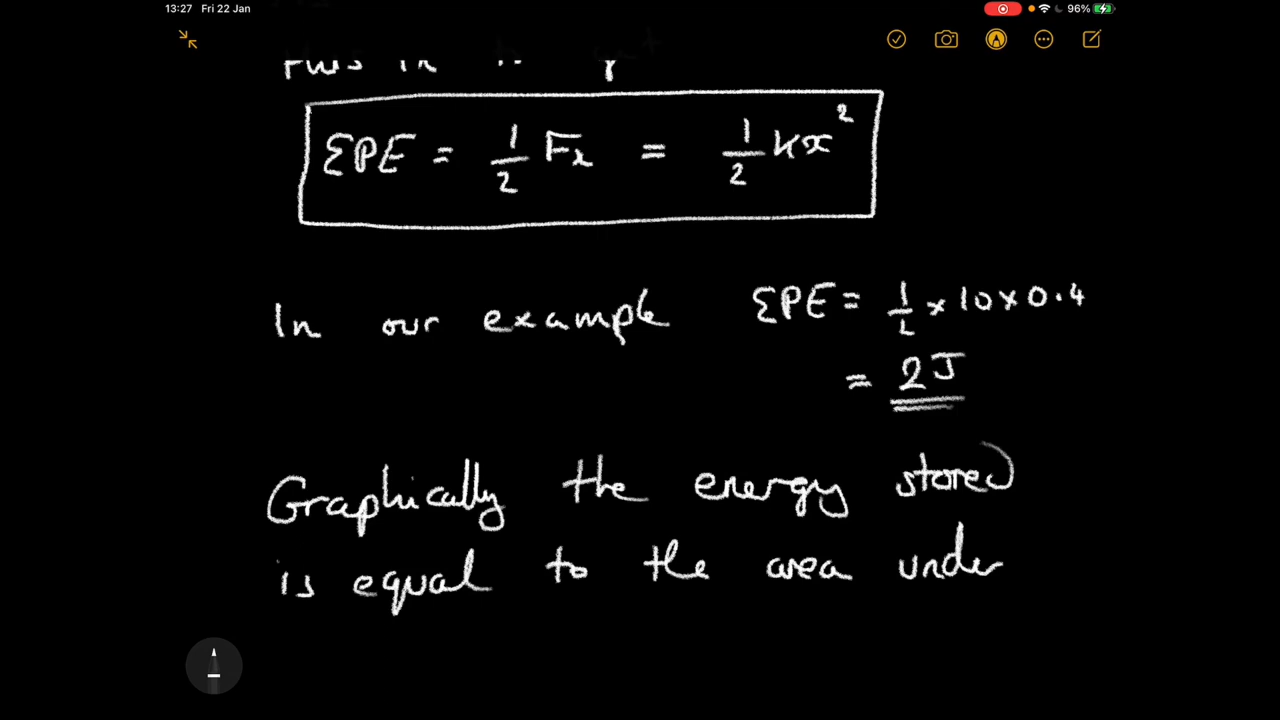 13:27 Fri 22 Jan 96%
EPE = 1/2 Fx = 1/2 kx²
In our example EPE = 1/2 × 10 × 0.4
= 2J
Graphically the energy stored
is equal to the area under